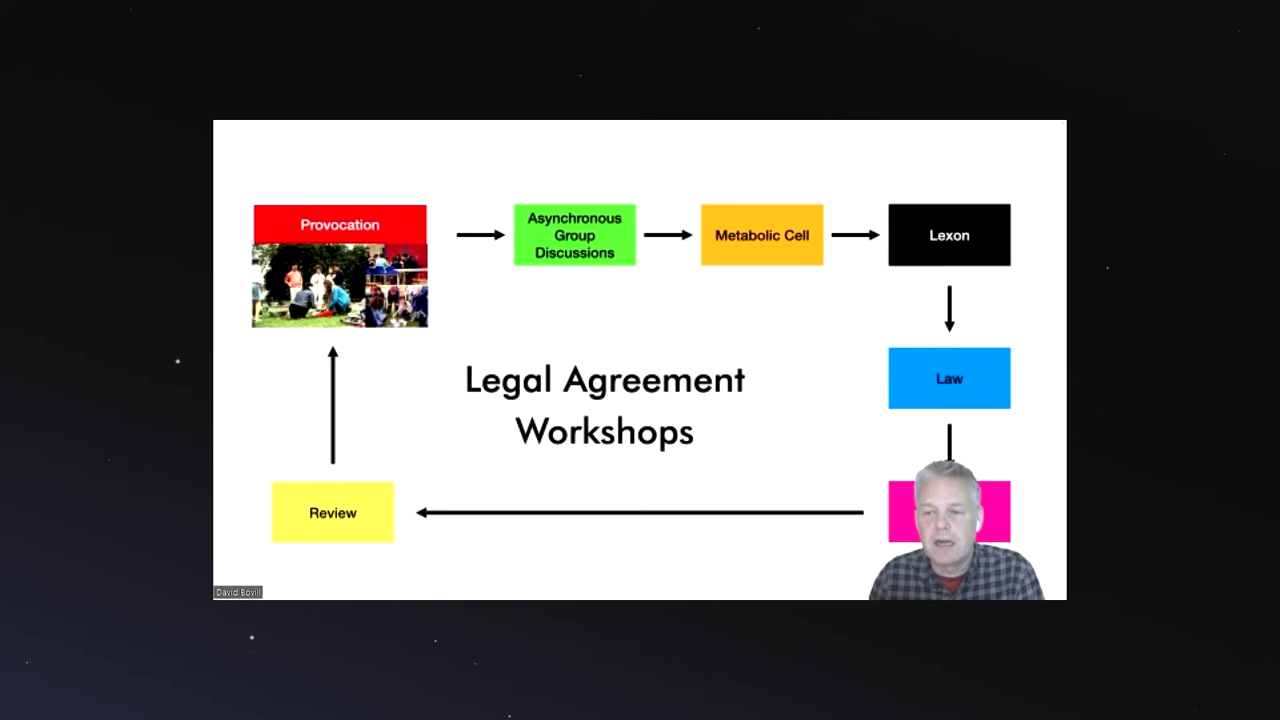 Provocation
Asynchronous
Group
Discussions
Metabolic Cell
Lexon
Law
Legal Agreement
Workshops
Review
David Bovill